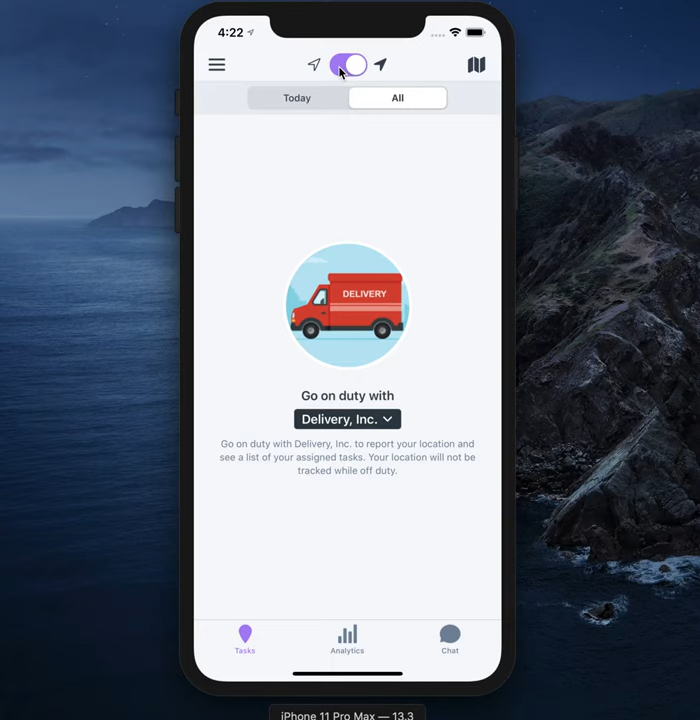 4:22
Today
All
DELIVERY
Go on duty with
Delivery, Inc.
Go on duty with Delivery, Inc. to report your location and
see a list of your assigned tasks. Your location will not be
tracked while off duty.
Tasks
Analytics
Chat
iPhone 11 Pro Max — 13.3